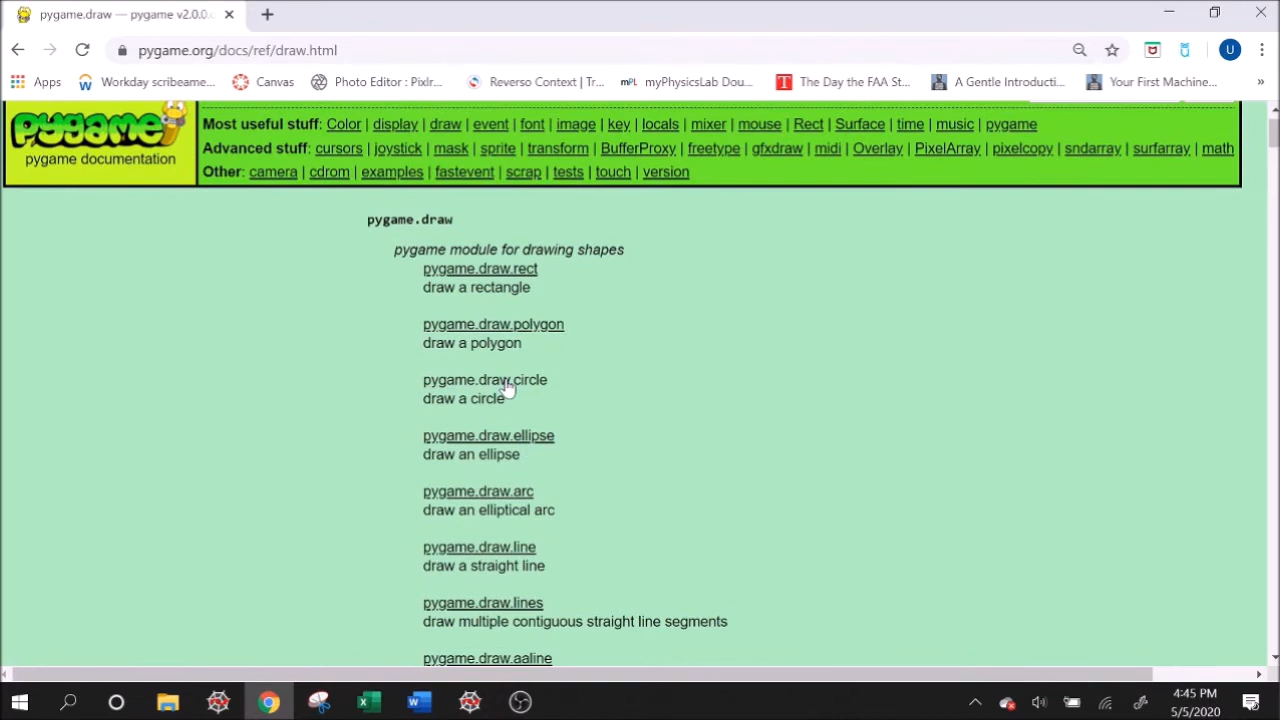 pygame.draw — pygame v2.0.0.
pygame.org/docs/ref/draw.html
U
Apps
Workday scribeame...
Canvas
Photo Editor : Pixlr...
Reverso Context | Tr...
mPL myPhysicsLab Dou...
T The Day the FAA St...
A Gentle Introducti...
Your First Machine...
»
pygame
pygame documentation
Most useful stuff: Color | display | draw | event | font | image | key | locals | mixer | mouse | Rect | Surface | time | music | pygame
Advanced stuff: cursors | joystick | mask | sprite | transform | BufferProxy | freetype | gfxdraw | midi | Overlay | PixelArray | pixelcopy | sndarray | surfarray | math
Other: camera | cdrom | examples | fastevent | scrap | tests | touch | version
pygame.draw
pygame module for drawing shapes
pygame.draw.rect
draw a rectangle
pygame.draw.polygon
draw a polygon
pygame.draw.circle
draw a circle
pygame.draw.ellipse
draw an ellipse
pygame.draw.arc
draw an elliptical arc
pygame.draw.line
draw a straight line
pygame.draw.lines
draw multiple contiguous straight line segments
pygame.draw.aaline
4:45 PM
5/5/2020